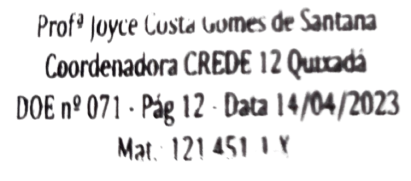 Profª Joyce Costa Gomes de Santana
Coordenadora CREDE 12 Quixadá
DOE nº 071 - Pág 12 - Data 14/04/2023
Mat. 121 451 1 X